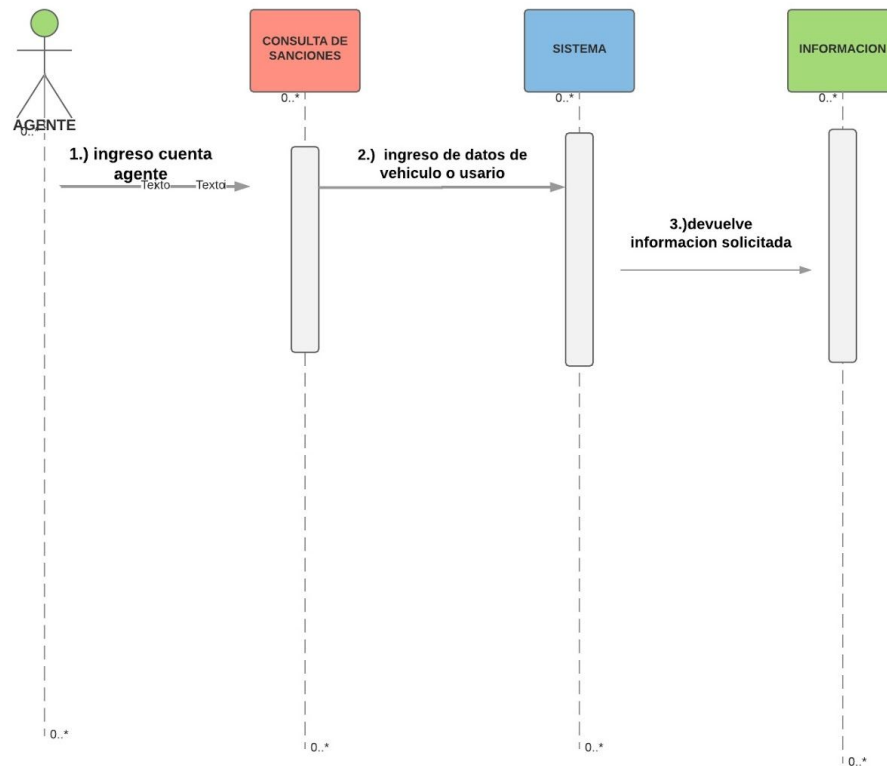 CONSULTA DE
SANCIONES
SISTEMA
INFORMACION
0..*
0..*
0..*
AGENTE
0..*
1.) ingreso cuenta
agente
Texto
Texto
2.) ingreso de datos de
vehiculo o usario
3.)devuelve
informacion solicitada
0..*
0..*
0..*
0..*